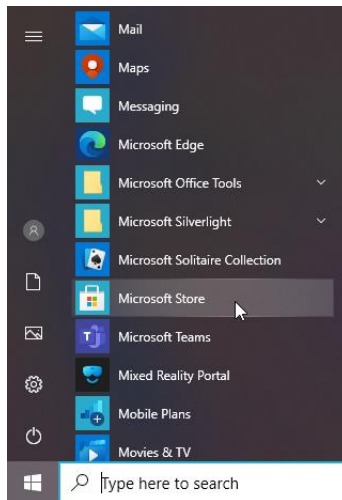 Mail
Maps
Messaging
Microsoft Edge
Microsoft Office Tools
Microsoft Silverlight
Microsoft Solitaire Collection
Microsoft Store
Microsoft Teams
Mixed Reality Portal
Mobile Plans
Movies & TV
Type here to search